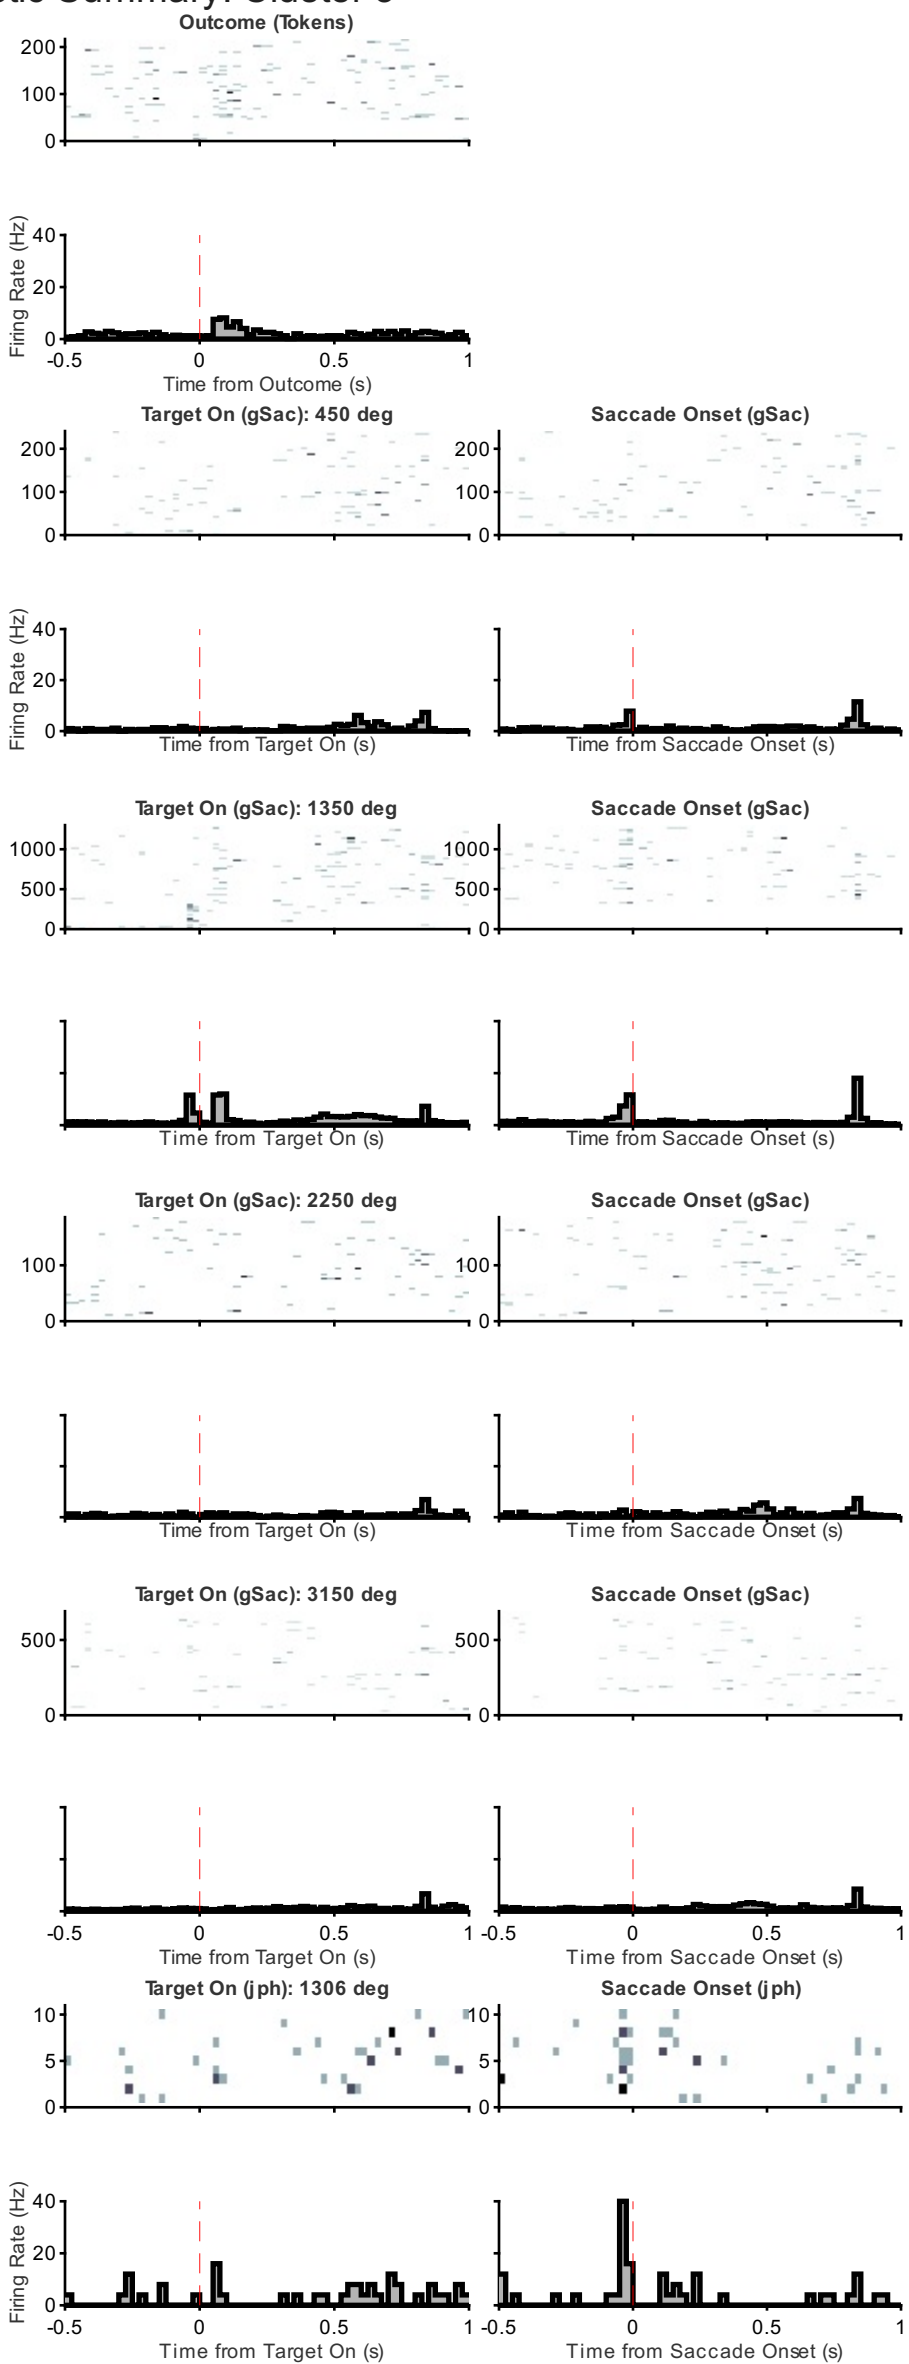 Summary: Cluster
Outcome (Tokens)
200
100
0
Firing Rate (Hz)
40
20
0
-0.5 0 0.5 1
Time from Outcome (s)
Target On (gSac): 450 deg Saccade Onset (gSac)
200 200
100 100
0 0
Firing Rate (Hz)
40
20
0
Time from Target On (s) Time from Saccade Onset (s)
Target On (gSac): 1350 deg Saccade Onset (gSac)
1000 1000
500 500
0 0
Time from Target On (s) Time from Saccade Onset (s)
Target On (gSac): 2250 deg Saccade Onset (gSac)
100 100
0 0
Time from Target On (s) Time from Saccade Onset (s)
Target On (gSac): 3150 deg Saccade Onset (gSac)
500 500
0 0
-0.5 0 0.5 1 -0.5 0 0.5 1
Time from Target On (s) Time from Saccade Onset (s)
Target On (jph): 1306 deg Saccade Onset (jph)
10 10
5 5
0 0
Firing Rate (Hz)
40
20
0
-0.5 0 0.5 1 -0.5 0 0.5 1
Time from Target On (s) Time from Saccade Onset (s)